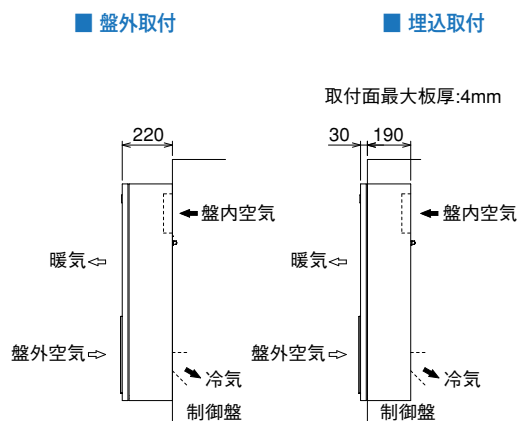 ■ 盤外取付
220
盤内空気
暖気
盤外空気
冷気
制御盤
■ 埋込取付
取付面最大板厚:4mm
30 190
盤内空気
暖気
盤外空気
冷気
制御盤